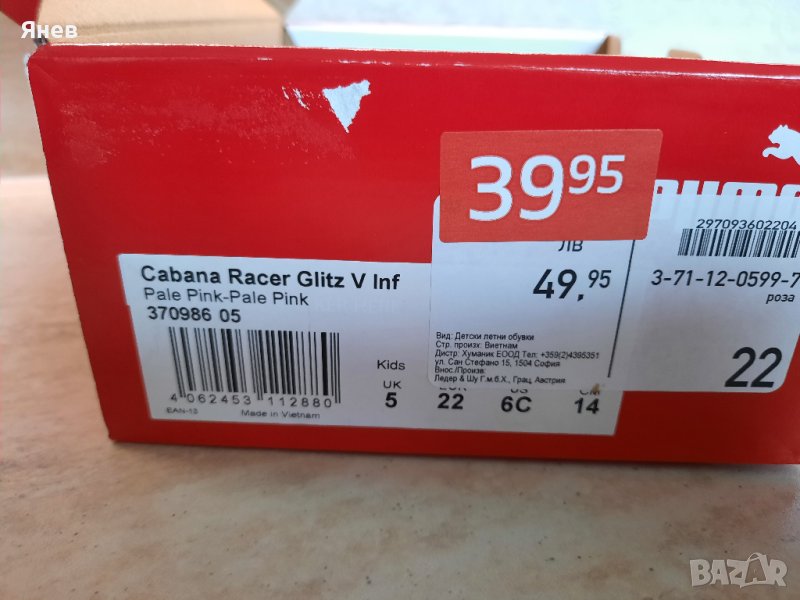 Янев
39 95
ЛВ
49,95
297093602204
3-71-12-0599-7
роза
22
Вид: Детски летни обувки
Стр. произх: Виетнам
Дистр: Хуманик ЕООД Тел: +359(2)4395351
ул. Сан Стефано 15, 1504 София
Внос./Произв:
Ледер & Шу Г.м.б.Х., Грац, Австрия
Cabana Racer Glitz V Inf
Pale Pink-Pale Pink
370986 05
Kids
UK
5 22 6C 14
4 062453 112880
EAN-13 Made in Vietnam
BAZAR